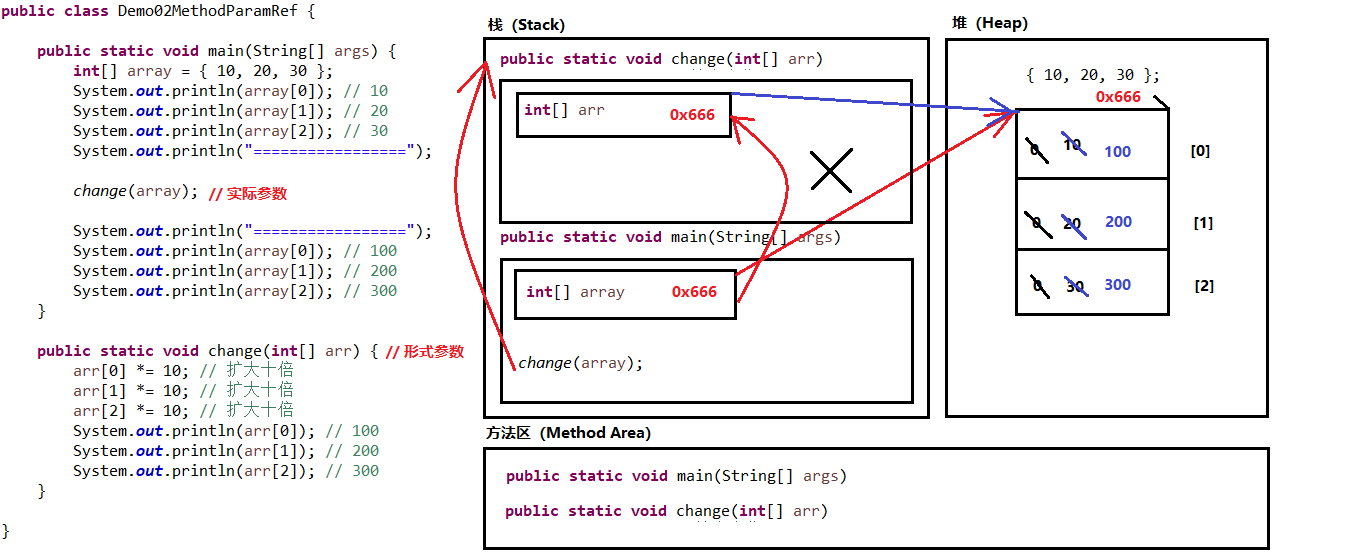 public class Demo02MethodParamRef {
public static void main(String[] args) {
int[] array = { 10, 20, 30 };
System.out.println(array[0]); // 10
System.out.println(array[1]); // 20
System.out.println(array[2]); // 30
System.out.println("=================");
change(array); // 实际参数
System.out.println("=================");
System.out.println(array[0]); // 100
System.out.println(array[1]); // 200
System.out.println(array[2]); // 300
}
public static void change(int[] arr) { // 形式参数
arr[0] *= 10; // 扩大十倍
arr[1] *= 10; // 扩大十倍
arr[2] *= 10; // 扩大十倍
System.out.println(arr[0]); // 100
System.out.println(arr[1]); // 200
System.out.println(arr[2]); // 300
}
}
栈（Stack）
public static void change(int[] arr)
int[] arr 0x666
public static void main(String[] args)
int[] array 0x666
change(array);
堆（Heap）
{ 10, 20, 30 };
0x666
0 10 100 [0]
0 20 200 [1]
0 30 300 [2]
方法区（Method Area）
public static void main(String[] args)
public static void change(int[] arr)